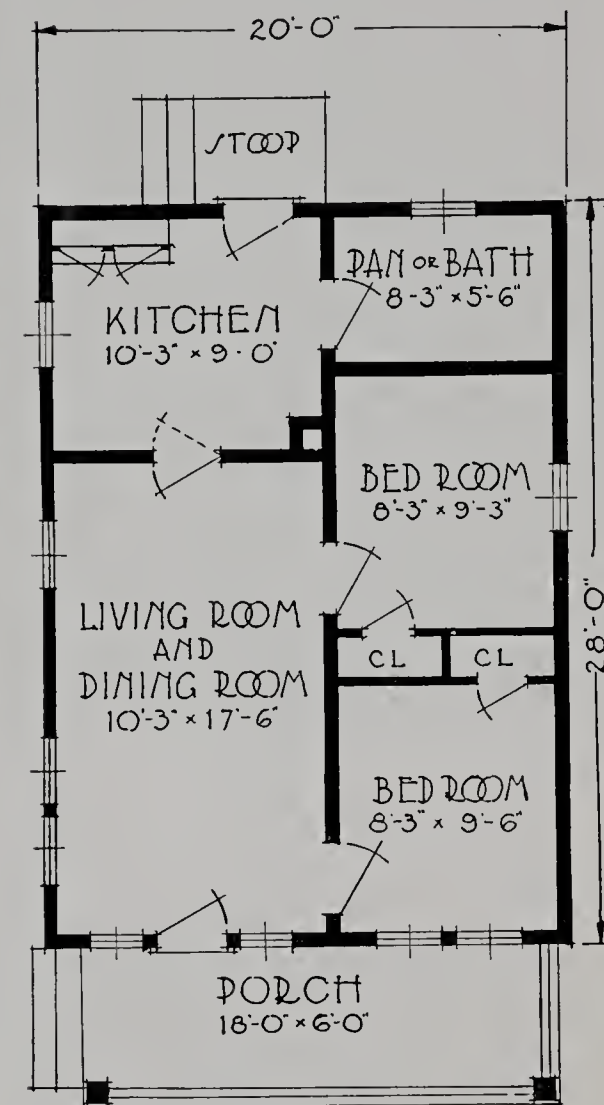 20'-0"
STOOP
PAN OR BATH
8'-3" × 5'-6"
KITCHEN
10'-3" × 9'-0"
BED ROOM
8'-3" × 9'-3"
28'-0"
LIVING ROOM
AND
DINING ROOM
10'-3" × 17'-6"
CL
CL
BED ROOM
8'-3" × 9'-6"
PORCH
18'-0" × 6'-0"